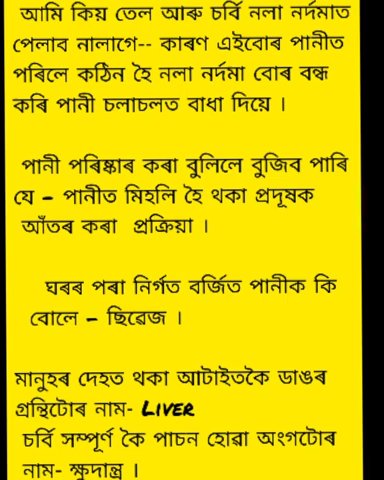 আমি কিয় তেল আৰু চৰ্বি নলা নৰ্দমাত
পেলাব নালাগে-- কাৰণ এইবোৰ পানীত
পৰিলে কঠিন হৈ নলা নৰ্দমা বোৰ বন্ধ
কৰি পানী চলাচলত বাধা দিয়ে ।
পানী পৰিষ্কাৰ কৰা বুলিলে বুজিব পাৰি
যে – পানীত মিহলি হৈ থকা প্ৰদূষক
আঁতৰ কৰা প্ৰক্ৰিয়া ।
ঘৰৰ পৰা নিৰ্গত বৰ্জিত পানীক কি
বোলে – ছিৱেজ ।
মানুহৰ দেহত থকা আটাইতকৈ ডাঙৰ
গ্ৰন্থিটোৰ নাম- LIVER
চৰ্বি সম্পূৰ্ণ কৈ পাচন হোৱা অংগটোৰ
নাম- ক্ষুদান্ত্ৰ ।